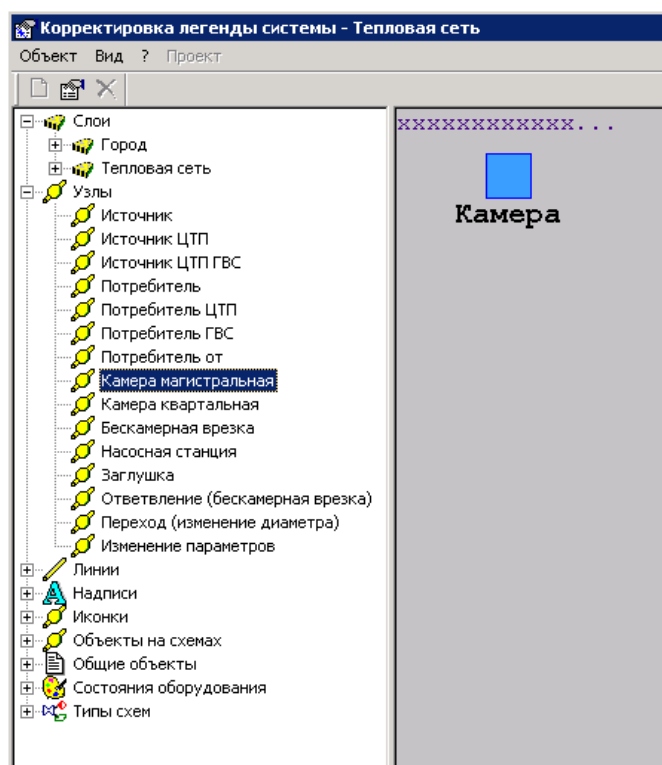 Корректировка легенды системы - Тепловая сеть
Объект Вид ? Проект
Слои
Город
Тепловая сеть
Узлы
Источник
Источник ЦТП
Источник ЦТП ГВС
Потребитель
Потребитель ЦТП
Потребитель ГВС
Потребитель от
Камера магистральная
Камера квартальная
Бескамерная врезка
Насосная станция
Заглушка
Ответвление (бескамерная врезка)
Переход (изменение диаметра)
Изменение параметров
Линии
Надписи
Иконки
Объекты на схемах
Общие объекты
Состояния оборудования
Типы схем
xxxxxxxxxxxx...
Камера